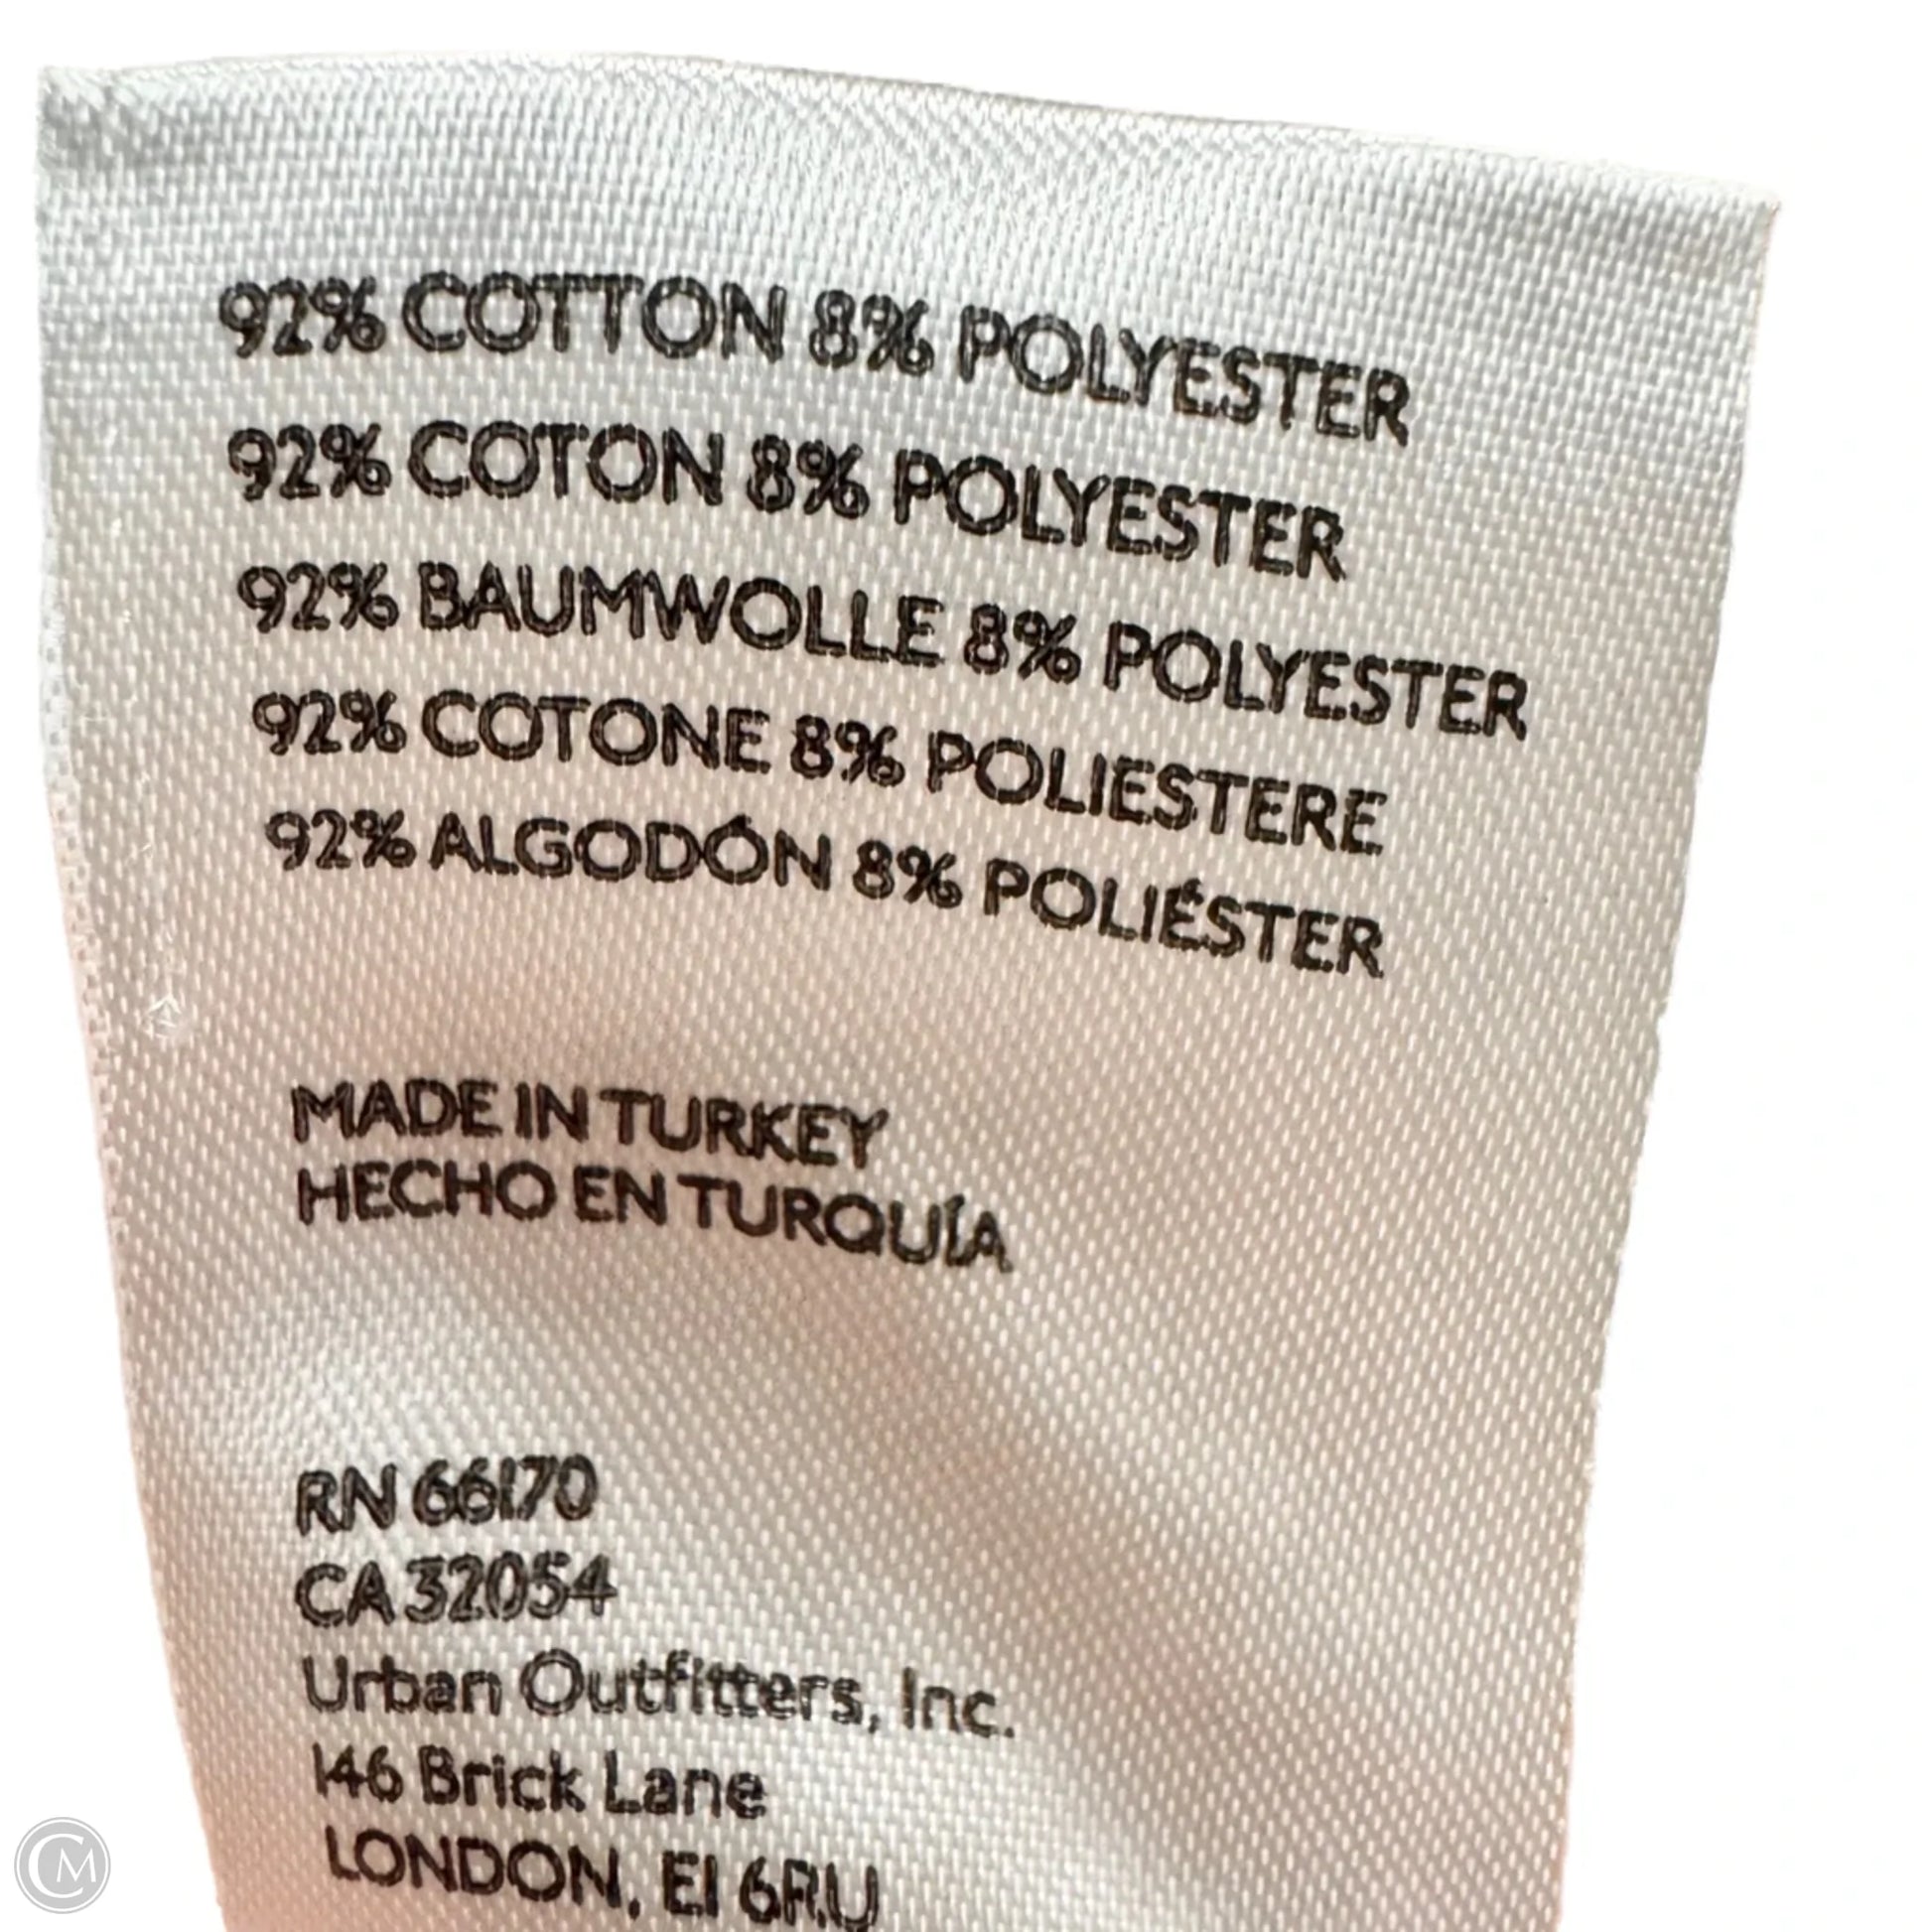 92% COTTON 8% POLYESTER
92% COTON 8% POLYESTER
92% BAUMWOLLE 8% POLYESTER
92% COTONE 8% POLIESTERE
92% ALGODÓN 8% POLIÉSTER
MADE IN TURKEY
HECHO EN TURQUÍA
RN 66170
CA 32054
Urban Outfitters, Inc.
146 Brick Lane
LONDON, E1 6RU
CM